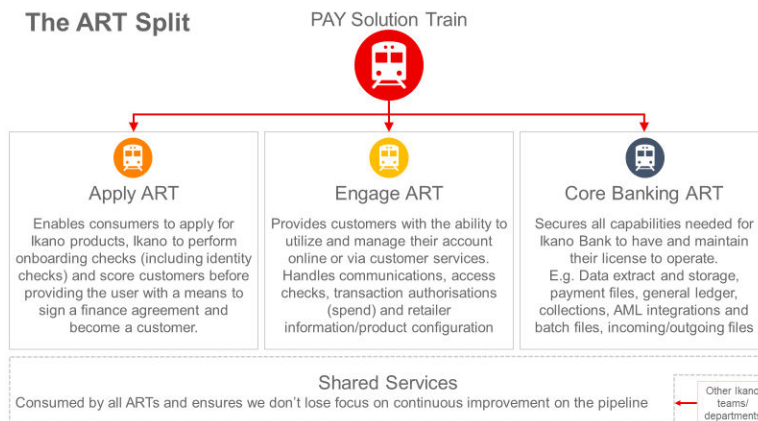 The ART Split
PAY Solution Train
Apply ART
Enables consumers to apply for
Ikano products, Ikano to perform
onboarding checks (including identity
checks) and score customers before
providing the user with a means to
sign a finance agreement and
become a customer.
Engage ART
Provides customers with the ability to
utilize and manage their account
online or via customer services.
Handles communications, access
checks, transaction authorisations
(spend) and retailer
information/product configuration
Core Banking ART
Secures all capabilities needed for
Ikano Bank to have and maintain
their license to operate.
E.g. Data extract and storage,
payment files, general ledger,
collections, AML integrations and
batch files, incoming/outgoing files
Shared Services
Consumed by all ARTs and ensures we don't lose focus on continuous improvement on the pipeline
Other Ikano
teams/
departments